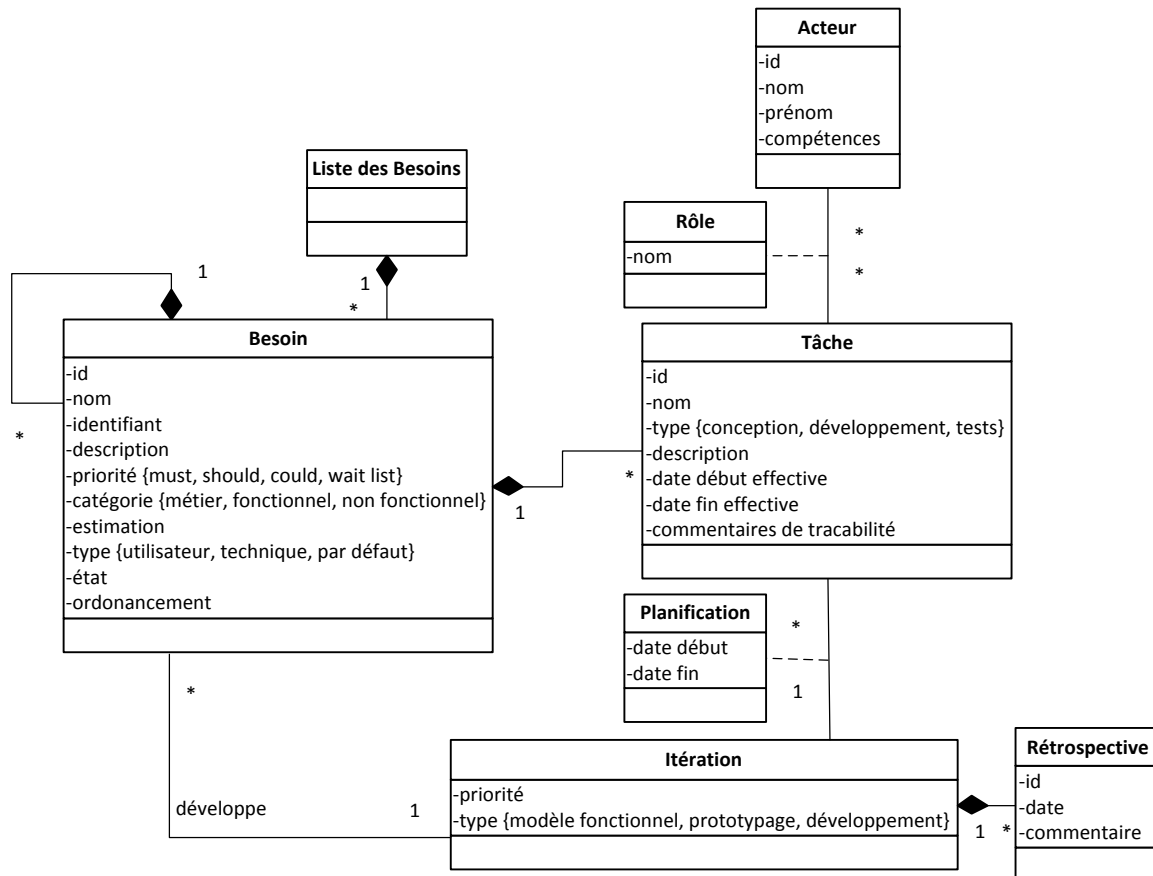 Acteur
-id
-nom
-prénom
-compétences
Liste des Besoins
Rôle
-nom
*
*
1
*
1
*
Besoin
-id
-nom
-identifiant
-description
-priorité {must, should, could, wait list}
-catégorie {métier, fonctionnel, non fonctionnel}
-estimation
-type {utilisateur, technique, par défaut}
-état
-ordonancement
1
*
Tâche
-id
-nom
-type {conception, développement, tests}
-description
-date début effective
-date fin effective
-commentaires de tracabilité
Planification
-date début
-date fin
*
1
*
développe
1
Itération
-priorité
-type {modèle fonctionnel, prototypage, développement}
1
*
Rétrospective
-id
-date
-commentaire